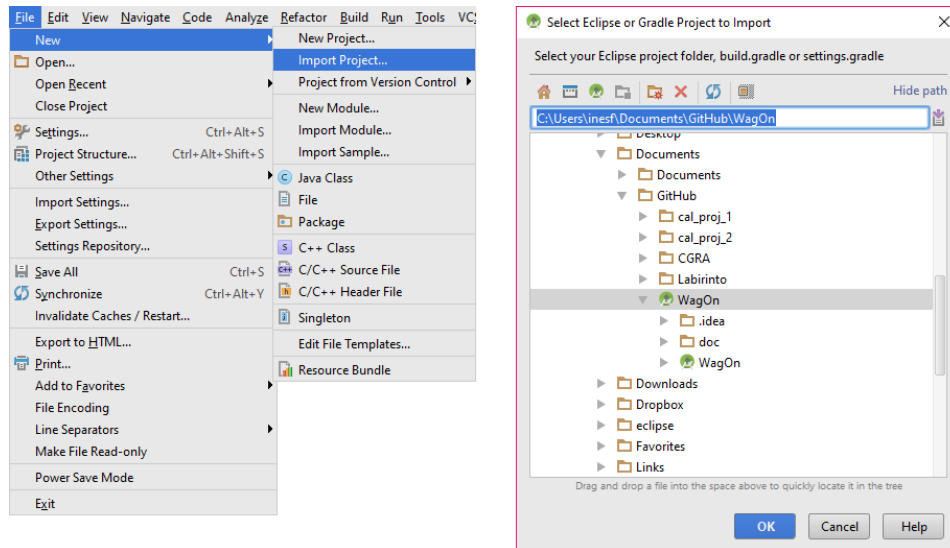 File Edit View Navigate Code Analyze Refactor Build Run Tools VCS
New
Open...
Open Recent
Close Project
Settings... Ctrl+Alt+S
Project Structure... Ctrl+Alt+Shift+S
Other Settings
Import Settings...
Export Settings...
Settings Repository...
Save All Ctrl+S
Synchronize Ctrl+Alt+Y
Invalidate Caches / Restart...
Export to HTML...
Print...
Add to Favorites
File Encoding
Line Separators
Make File Read-only
Power Save Mode
Exit
New Project...
Import Project...
Project from Version Control
New Module...
Import Module...
Import Sample...
C Java Class
File
Package
S C++ Class
C++ C/C++ Source File
h C/C++ Header File
Singleton
Edit File Templates...
Resource Bundle
Select Eclipse or Gradle Project to Import
Select your Eclipse project folder, build.gradle or settings.gradle
Hide path
C:\Users\inesf\Documents\GitHub\WagOn
Desktop
Documents
Documents
GitHub
cal_proj_1
cal_proj_2
CGRA
Labirinto
WagOn
.idea
doc
WagOn
Downloads
Dropbox
eclipse
Favorites
Links
Drag and drop a file into the space above to quickly locate it in the tree
OK Cancel Help